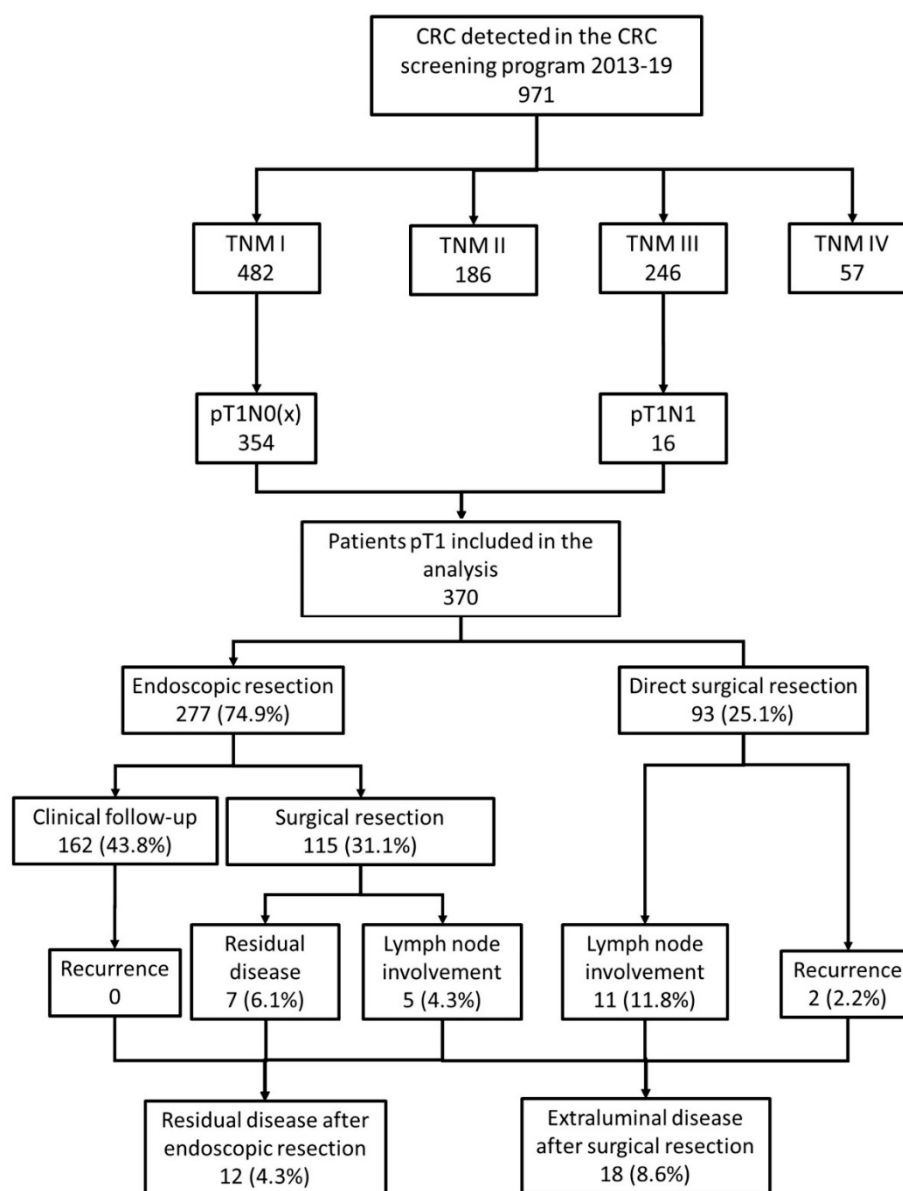 CRC detected in the CRC
screening program 2013-19
971
TNM I
482
TNM II
186
TNM III
246
TNM IV
57
pT1N0(x)
354
pT1N1
16
Patients pT1 included in the
analysis
370
Endoscopic resection
277 (74.9%)
Direct surgical resection
93 (25.1%)
Clinical follow-up
162 (43.8%)
Surgical resection
115 (31.1%)
Recurrence
0
Residual
disease
7 (6.1%)
Lymph node
involvement
5 (4.3%)
Lymph node
involvement
11 (11.8%)
Recurrence
2 (2.2%)
Residual disease after
endoscopic resection
12 (4.3%)
Extraluminal disease
after surgical resection
18 (8.6%)